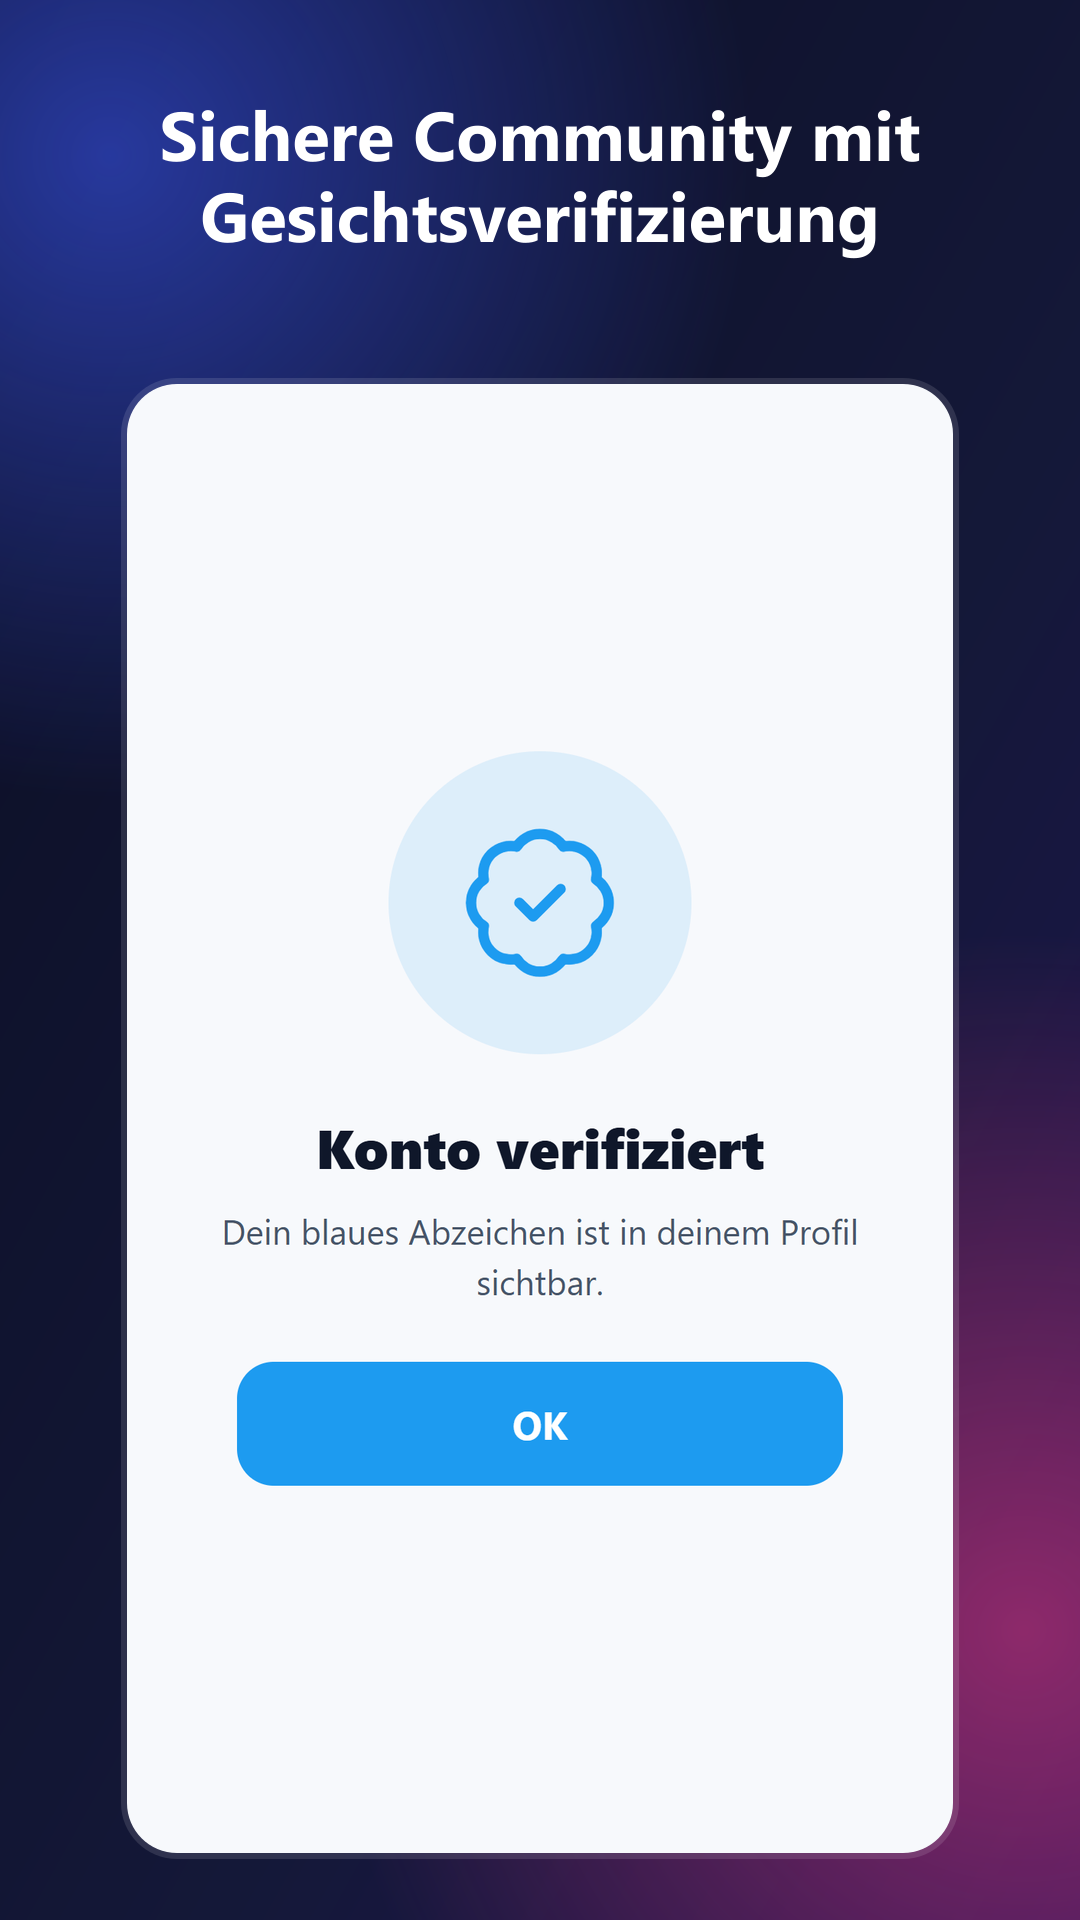 Sichere Community mit
Gesichtsverifizierung
Konto verifiziert
Dein blaues Abzeichen ist in deinem Profil
sichtbar.
OK